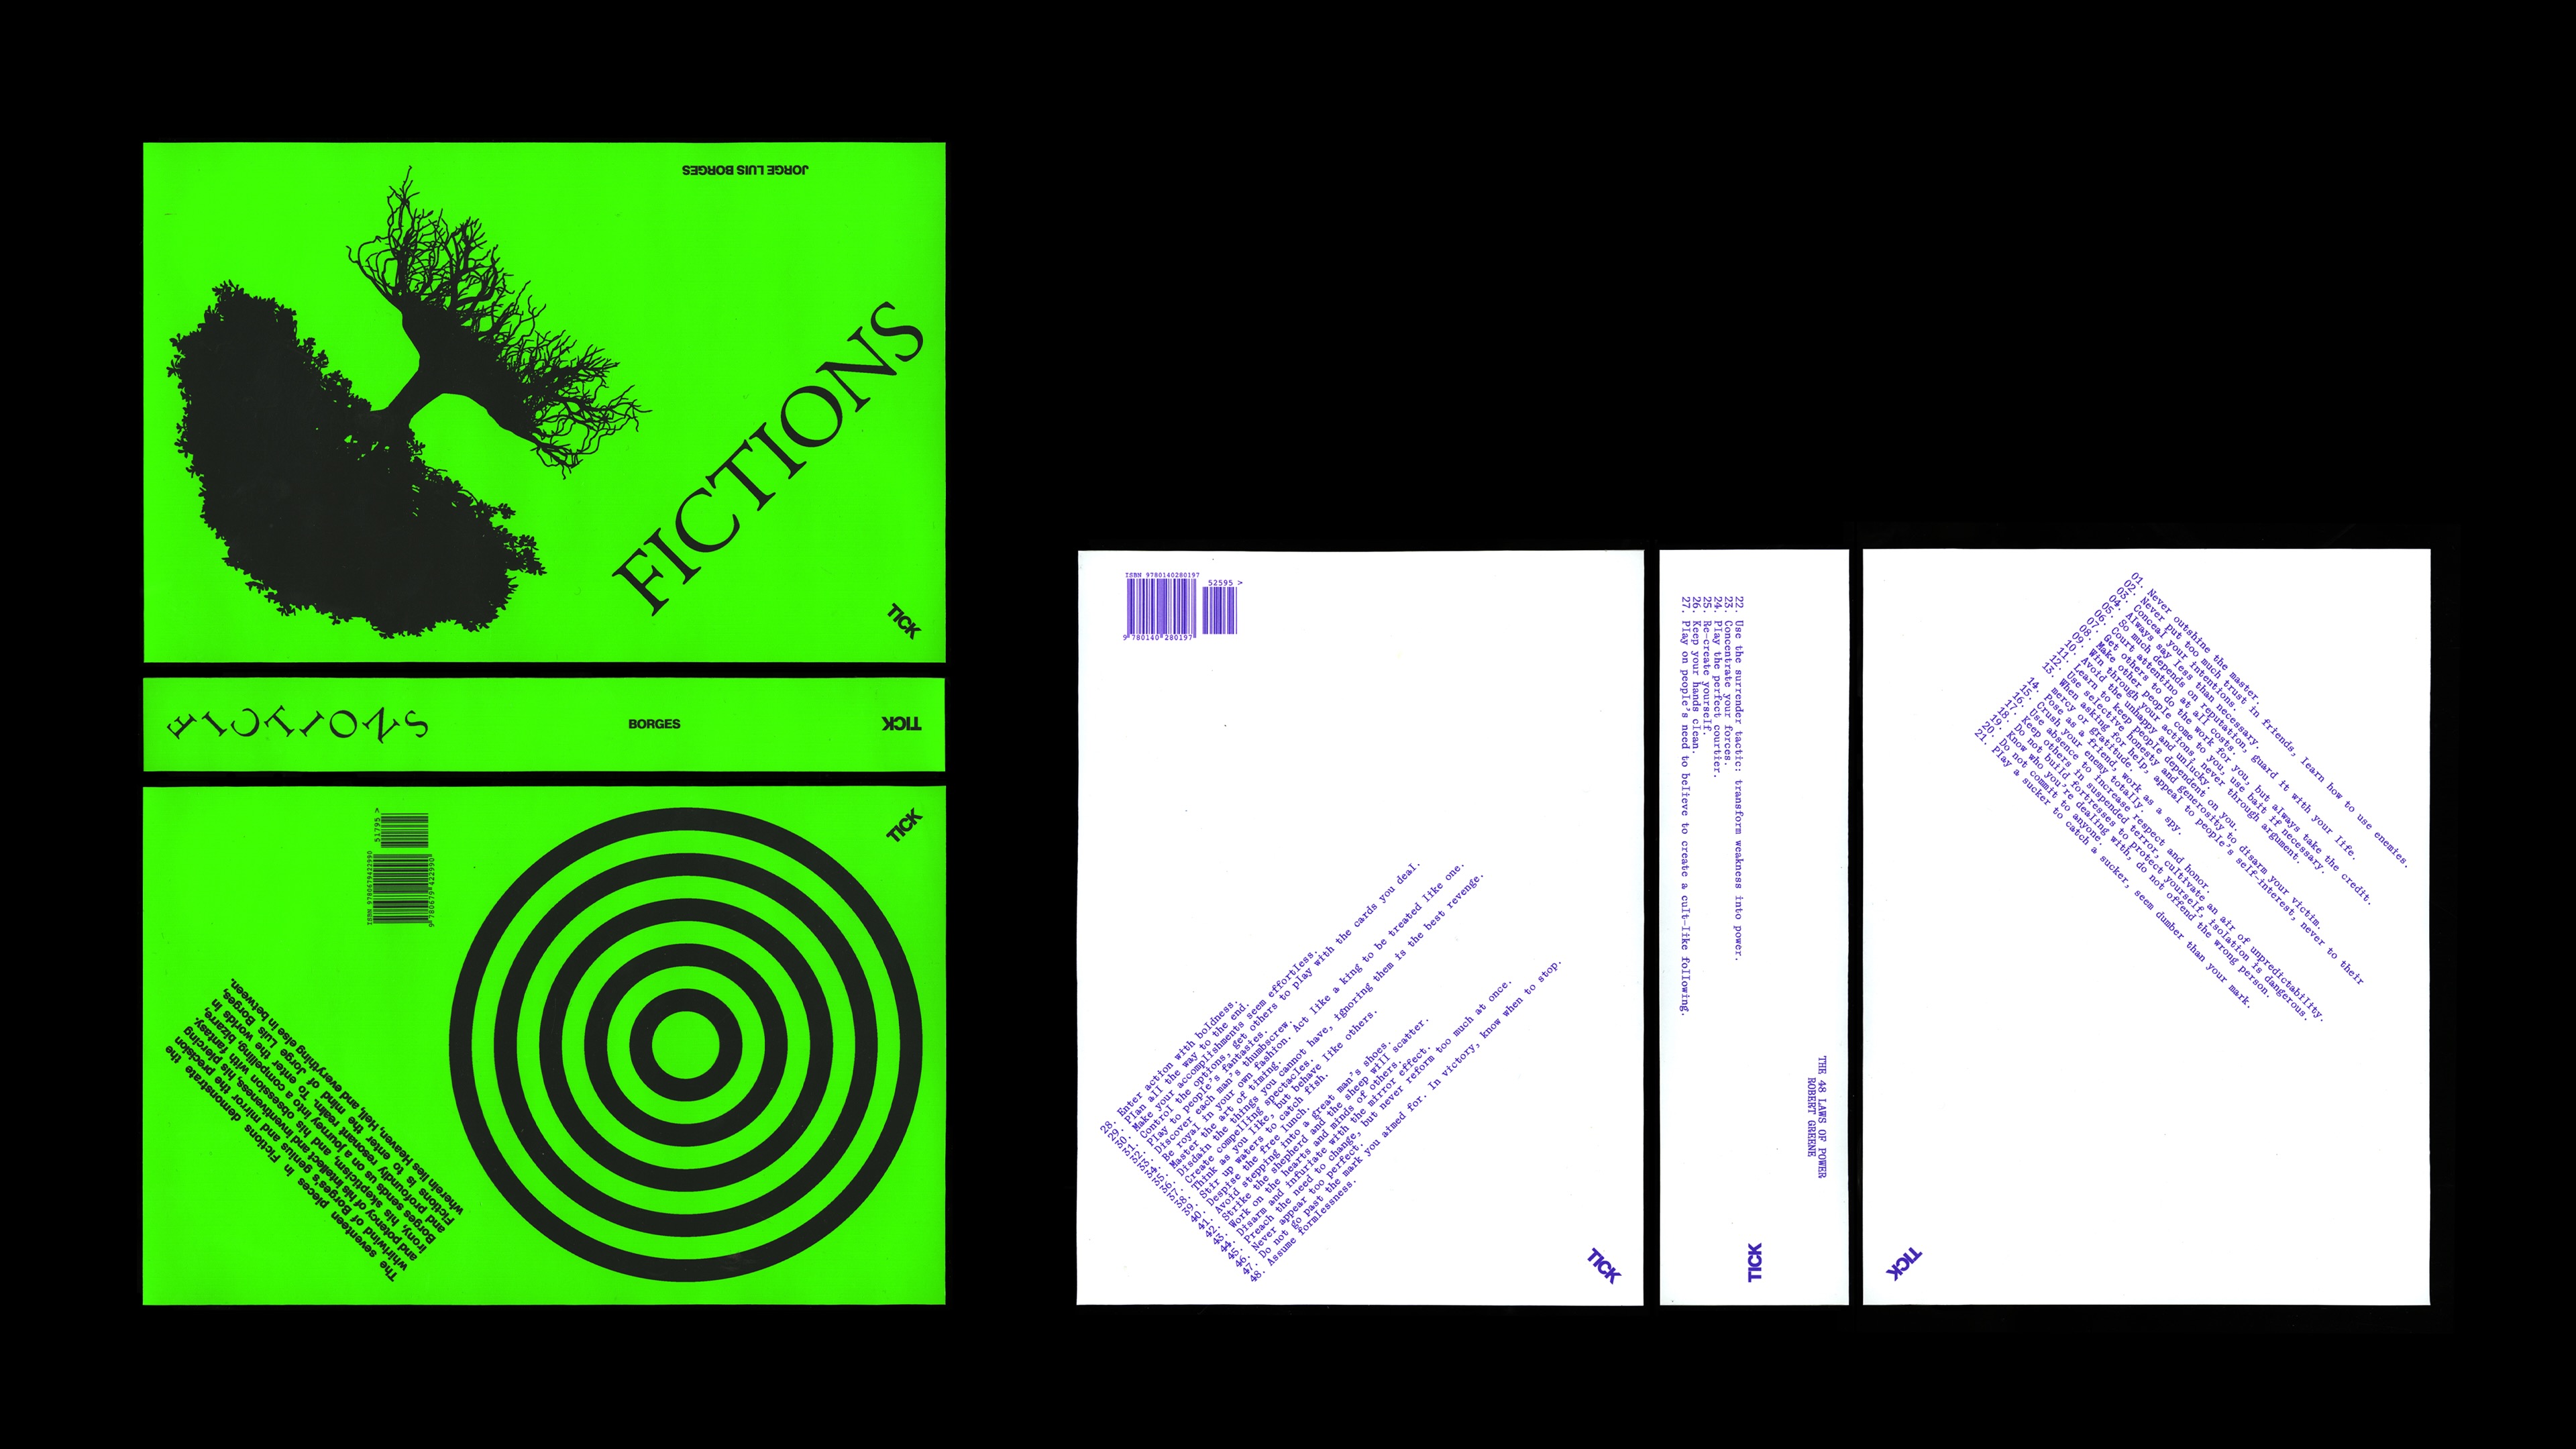 JORGE LUIS BORGES
FICTIONS
TICK
FICTIONS
BORGES
TICK
TICK
51795 >
ISBN 9780679422990
9 780679 422990
The seventeen pieces in Fictions demonstrate the
whirlwind of Borges's genius and mirror the precision
and potency of his intellect and inventiveness, his piercing
irony, his skepticism, and his obsession with fantasy.
Borges sends us on a journey into a compelling, bizarre,
and profoundly resonant realm. To enter the worlds in
Fictions is to enter the mind of Jorge Luis Borges,
wherein lies Heaven, Hell, and everything else in between.
ISBN 9780140280197
52595 >
9 780140 280197
28. Enter action with boldness.
29. Plan all the way to the end.
30. Make your accomplishments seem effortless.
31. Control the options, get others to play with the cards you deal.
32. Play to people's fantasies.
33. Discover each man's thumbscrew.
34. Be royal in your own fashion. Act like a king to be treated like one.
35. Master the art of timing.
36. Disdain the things you cannot have, ignoring them is the best revenge.
37. Create compelling spectacles.
38. Think as you like, but behave like others.
39. Stir up waters to catch fish.
40. Despise the free lunch.
41. Avoid stepping into a great man's shoes.
42. Strike the shepherd and the sheep will scatter.
43. Work on the hearts and minds of others.
44. Disarm and infuriate with the mirror effect.
45. Preach the need to change, but never reform too much at once.
46. Never appear too perfect.
47. Do not go past the mark you aimed for. In victory, know when to stop.
48. Assume formlessness.
TICK
22. Use the surrender tactic: transform weakness into power.
23. Concentrate your forces.
24. Play the perfect courtier.
25. Re-create yourself.
26. Keep your hands clean.
27. Play on people's need to believe to create a cult-like following.
THE 48 LAWS OF POWER
ROBERT GREENE
TICK
01. Never outshine the master.
02. Never put too much trust in friends, learn how to use enemies.
03. Conceal your intentions.
04. Always say less than necessary.
05. So much depends on reputation, guard it with your life.
06. Court attentino at all costs.
07. Get others to do the work for you, but always take the credit.
08. Make other people come to you, use bait if necessary.
09. Win through your actions, never through argument.
10. Avoid the unhappy and unlucky.
11. Learn to keep people dependent on you.
12. Use selective honesty and generosity to disarm your victim.
13. When asking for help, appeal to people's self-interest, never to their
mercy or gratitude.
14. Pose as a friend, work as a spy.
15. Crush your enemy totally.
16. Use absence to increase respect and honor.
17. Keep others in suspended terror, cultivate an air of unpredictability.
18. Do not build fortresses to protect yourself, isolation is dangerous.
19. Know who you're dealing with, do not offend the wrong person.
20. Do not commit to anyone.
21. Play a sucker to catch a sucker, seem dumber than your mark.
TICK